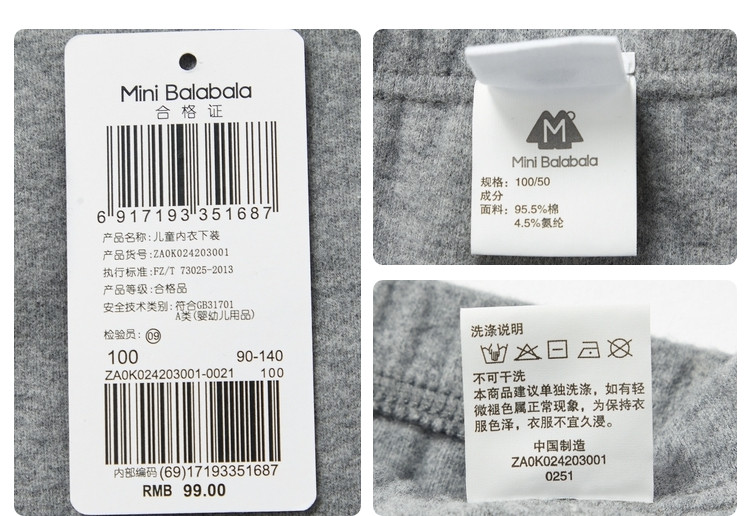 Mini Balabala
合格证
6 917193 351687
产品名称:儿童内衣下装
产品货号:ZA0K024203001
执行标准:FZ/T 73025-2013
产品等级:合格品
安全技术类别:符合GB31701
A类(婴幼儿用品)
检验员:09
100 90-140
ZA0K024203001-0021 100
内部编码 (69)17193351687
RMB 99.00
M
Mini Balabala
规格:100/50
成分
面料:95.5%棉
4.5%氨纶
洗涤说明
不可干洗
本商品建议单独洗涤,如有轻
微褪色属正常现象,为保持衣
服色泽,衣服不宜久浸。
中国制造
ZA0K024203001
0251